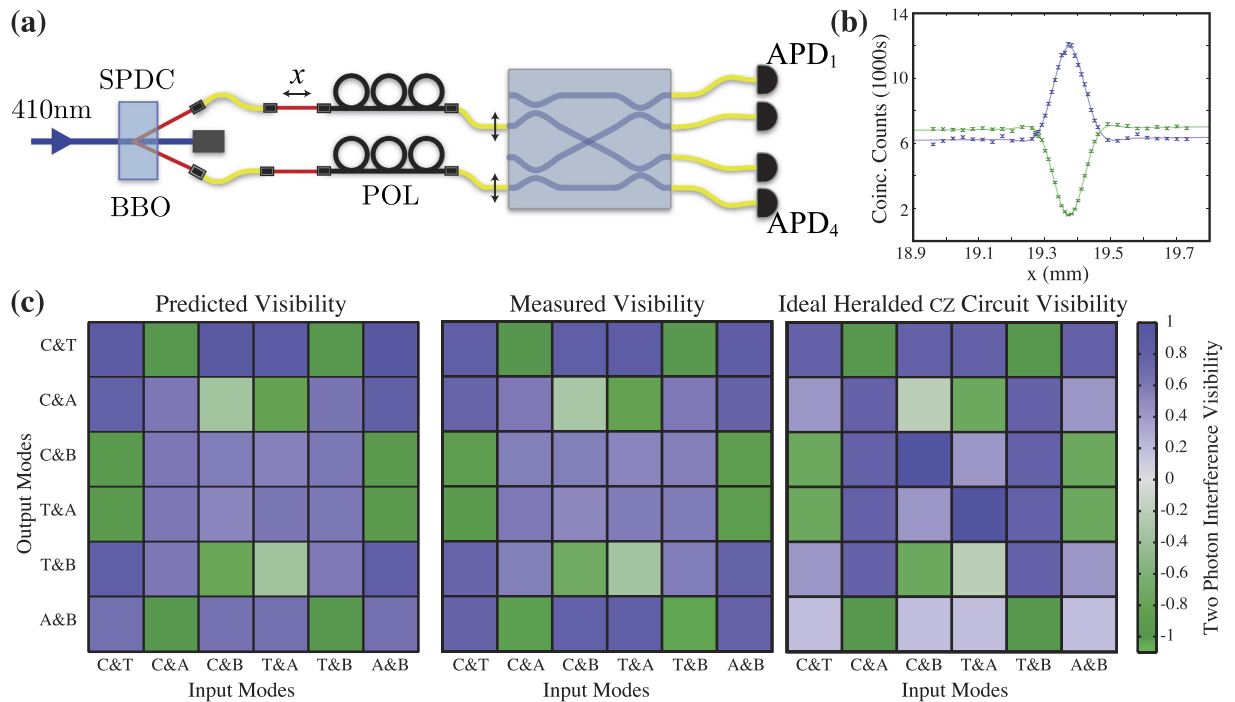 (a)
SPDC
410nm
BBO
x
POL
APD1
APD4
(b)
Coinc. Counts (1000s)
14
10
6
2
18.9 19.1 19.3 19.5 19.7
x (mm)
(c)
Predicted Visibility
Measured Visibility
Ideal Heralded CZ Circuit Visibility
Output Modes
C&T
C&A
C&B
T&A
T&B
A&B
C&T C&A C&B T&A T&B A&B
Input Modes
C&T C&A C&B T&A T&B A&B
Input Modes
C&T C&A C&B T&A T&B A&B
Input Modes
1
0.8
0.6
0.4
0.2
0
-0.2
-0.4
-0.6
-0.8
-1
Two Photon Interference Visibility